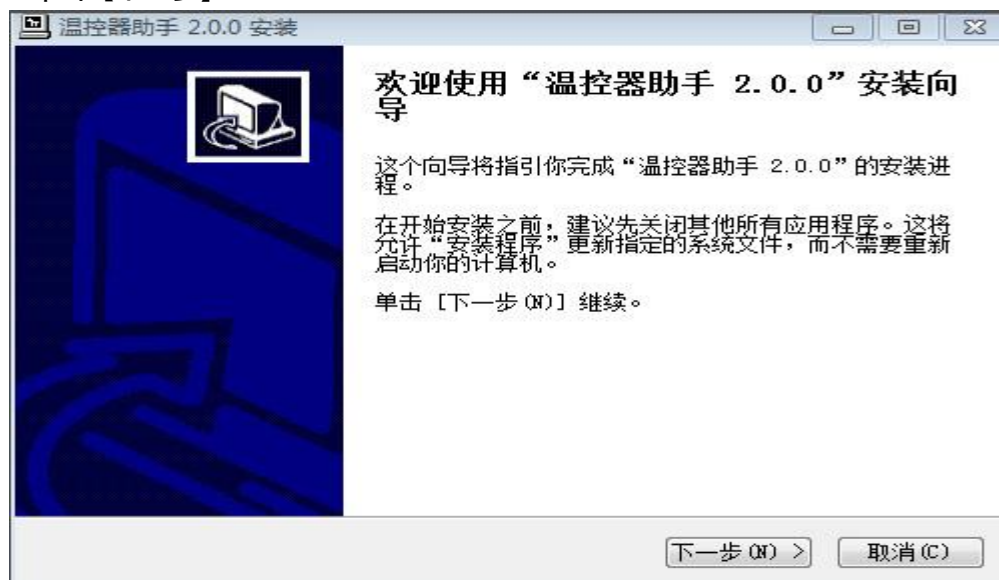 温控器助手 2.0.0 安装
欢迎使用“温控器助手 2.0.0”安装向
导
这个向导将指引你完成“温控器助手 2.0.0”的安装进
程。
在开始安装之前，建议先关闭其他所有应用程序。这将
允许“安装程序”更新指定的系统文件，而不需要重新
启动你的计算机。
单击 [下一步(N)] 继续。
下一步(N) >
取消(C)